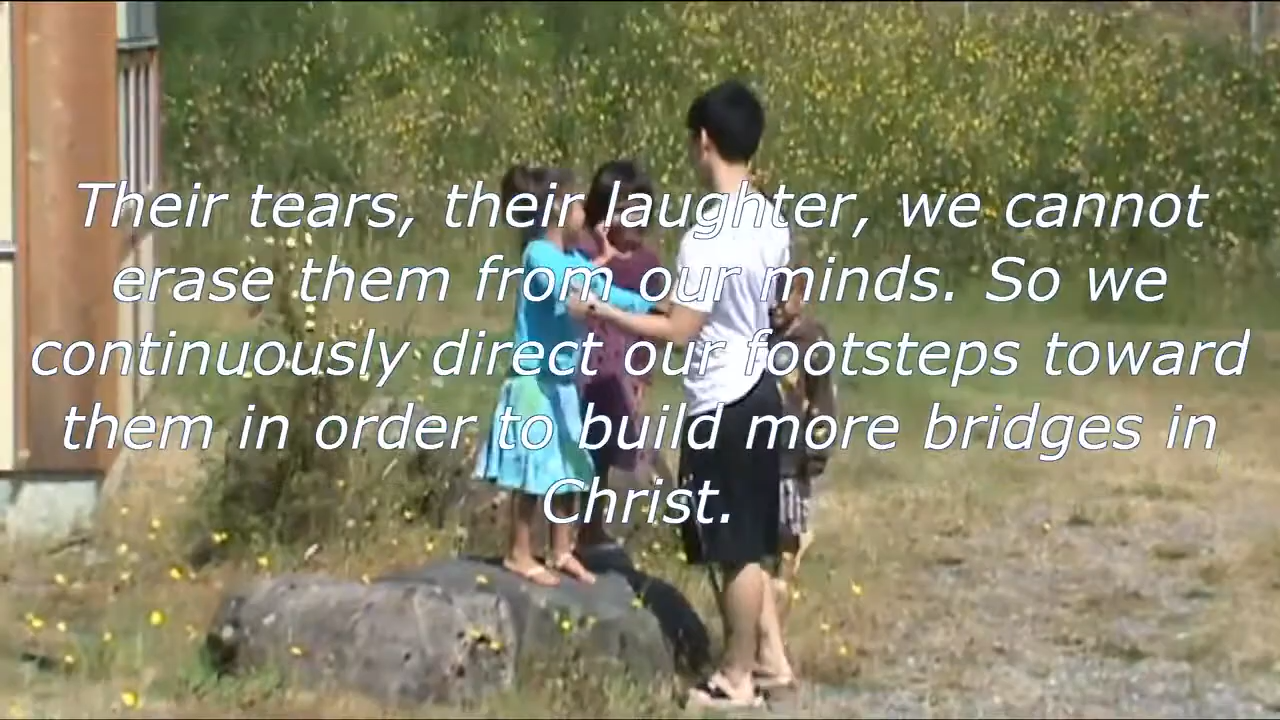 Their tears, their laughter, we cannot
erase them from our minds. So we
continuously direct our footsteps toward
them in order to build more bridges in
Christ.